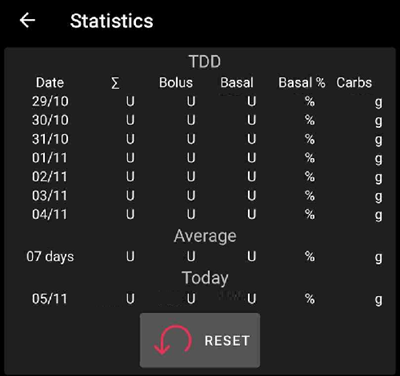 Statistics
TDD
Date Σ Bolus Basal Basal % Carbs
29/10 U U U % g
30/10 U U U % g
31/10 U U U % g
01/11 U U U % g
02/11 U U U % g
03/11 U U U % g
04/11 U U U % g
Average
07 days U U U % g
Today
05/11 U U U % g
RESET